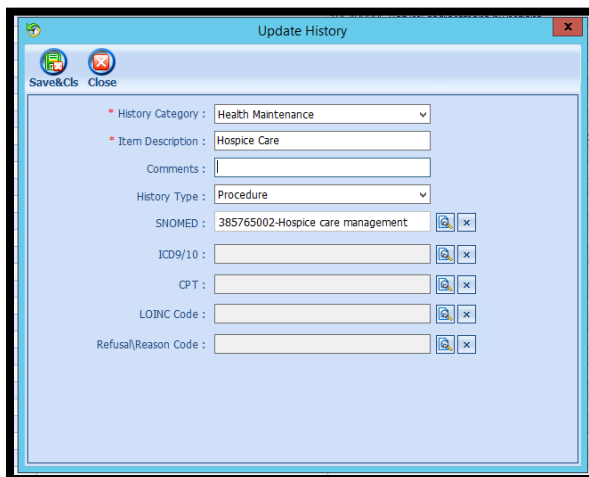 Update History
x
Save&Cls Close
* History Category : Health Maintenance
* Item Description : Hospice Care
Comments :
History Type : Procedure
SNOMED : 385765002-Hospice care management
ICD9/10 :
CPT :
LOINC Code :
Refusal\Reason Code :